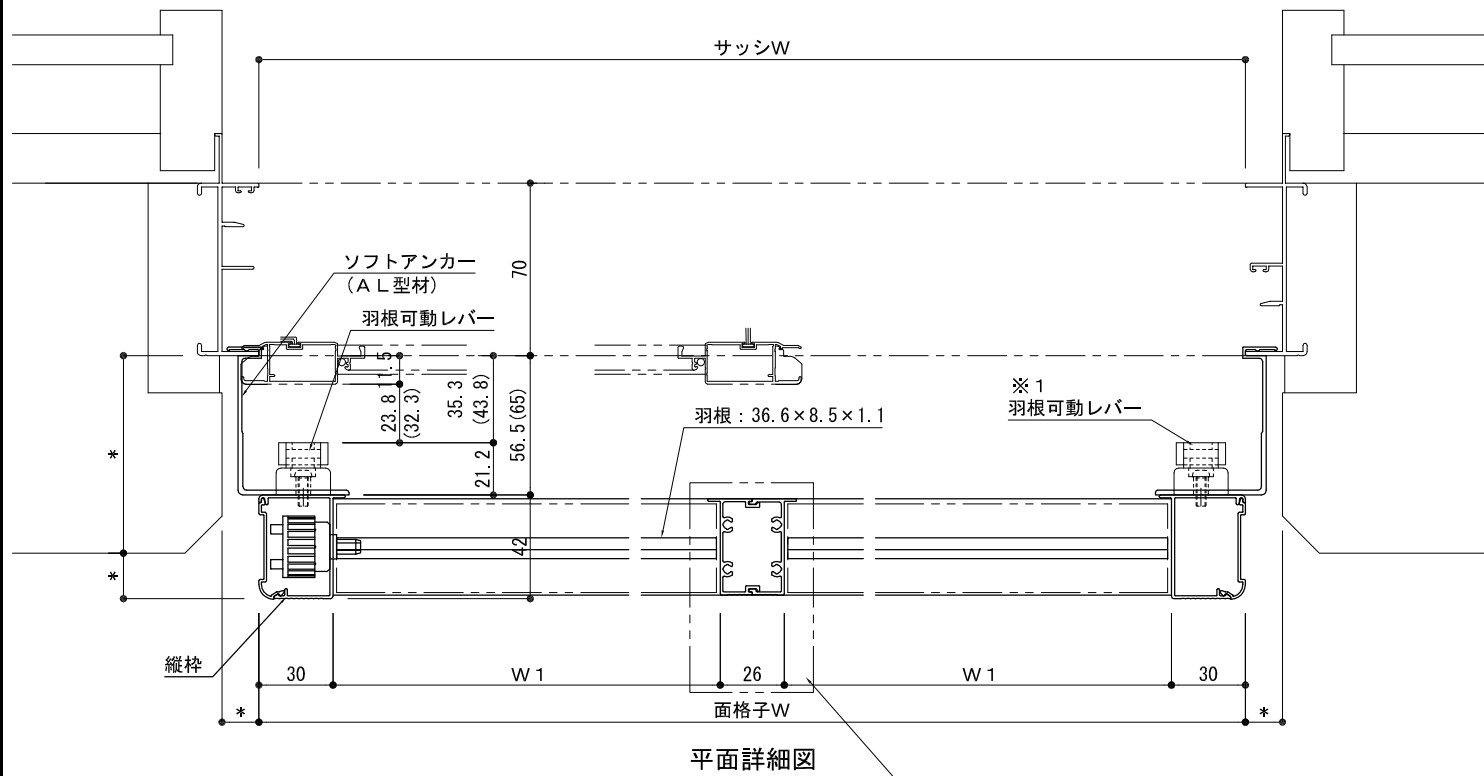 サッシW
ソフトアンカー
(AL型材)
70
羽根可動レバー
11.5
23.8
(32.3)
35.3
(43.8)
56.5(65)
21.2
※1
羽根可動レバー
羽根：36.6×8.5×1.1
*
42
*
縦枠
30
W1
26
W1
30
*
面格子W
*
平面詳細図